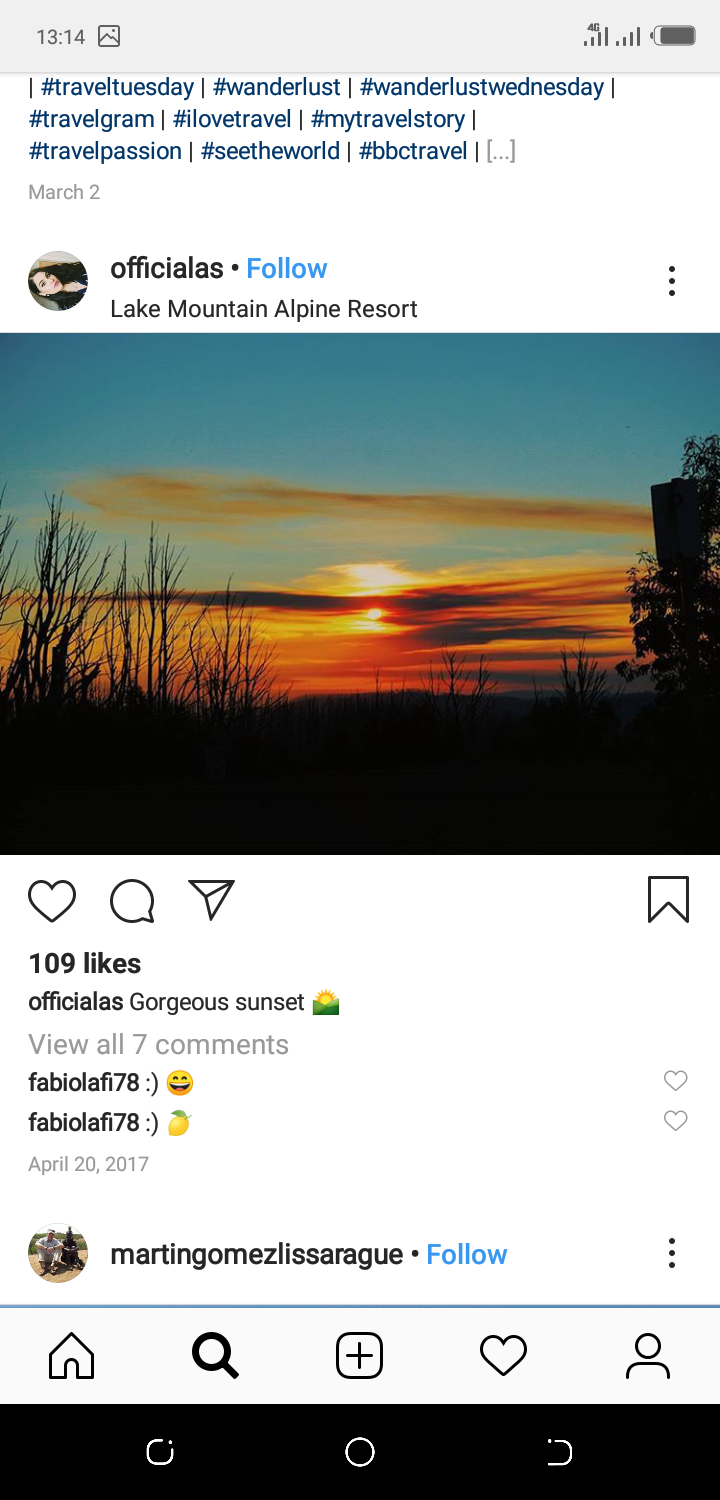 13:14 4G
| #traveltuesday | #wanderlust | #wanderlustwednesday |
#travelgram | #ilovetravel | #mytravelstory |
#travelpassion | #seetheworld | #bbctravel | [...]
March 2
officialas • Follow
Lake Mountain Alpine Resort
109 likes
officialas Gorgeous sunset 🌄
View all 7 comments
fabiolafi78 :) 😄
fabiolafi78 :) 🍋
April 20, 2017
martingomezlissarague • Follow